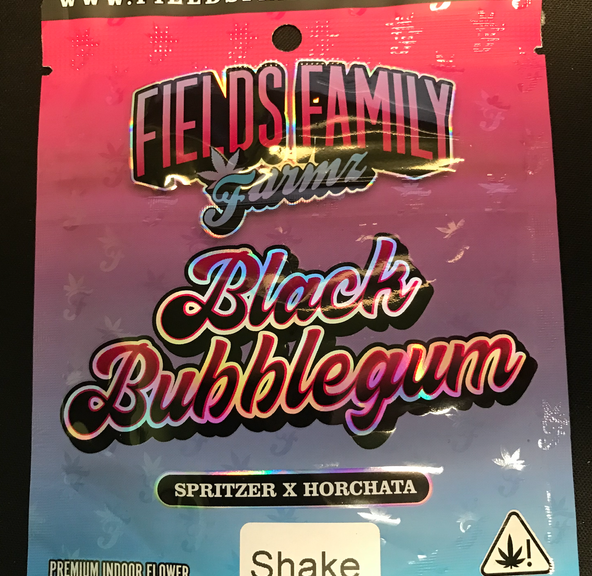 FIELDS FAMILY
Farmz
Black
Bubblegum
SPRITZER X HORCHATA
Shake
PREMIUM INDOOR FLOWER
!